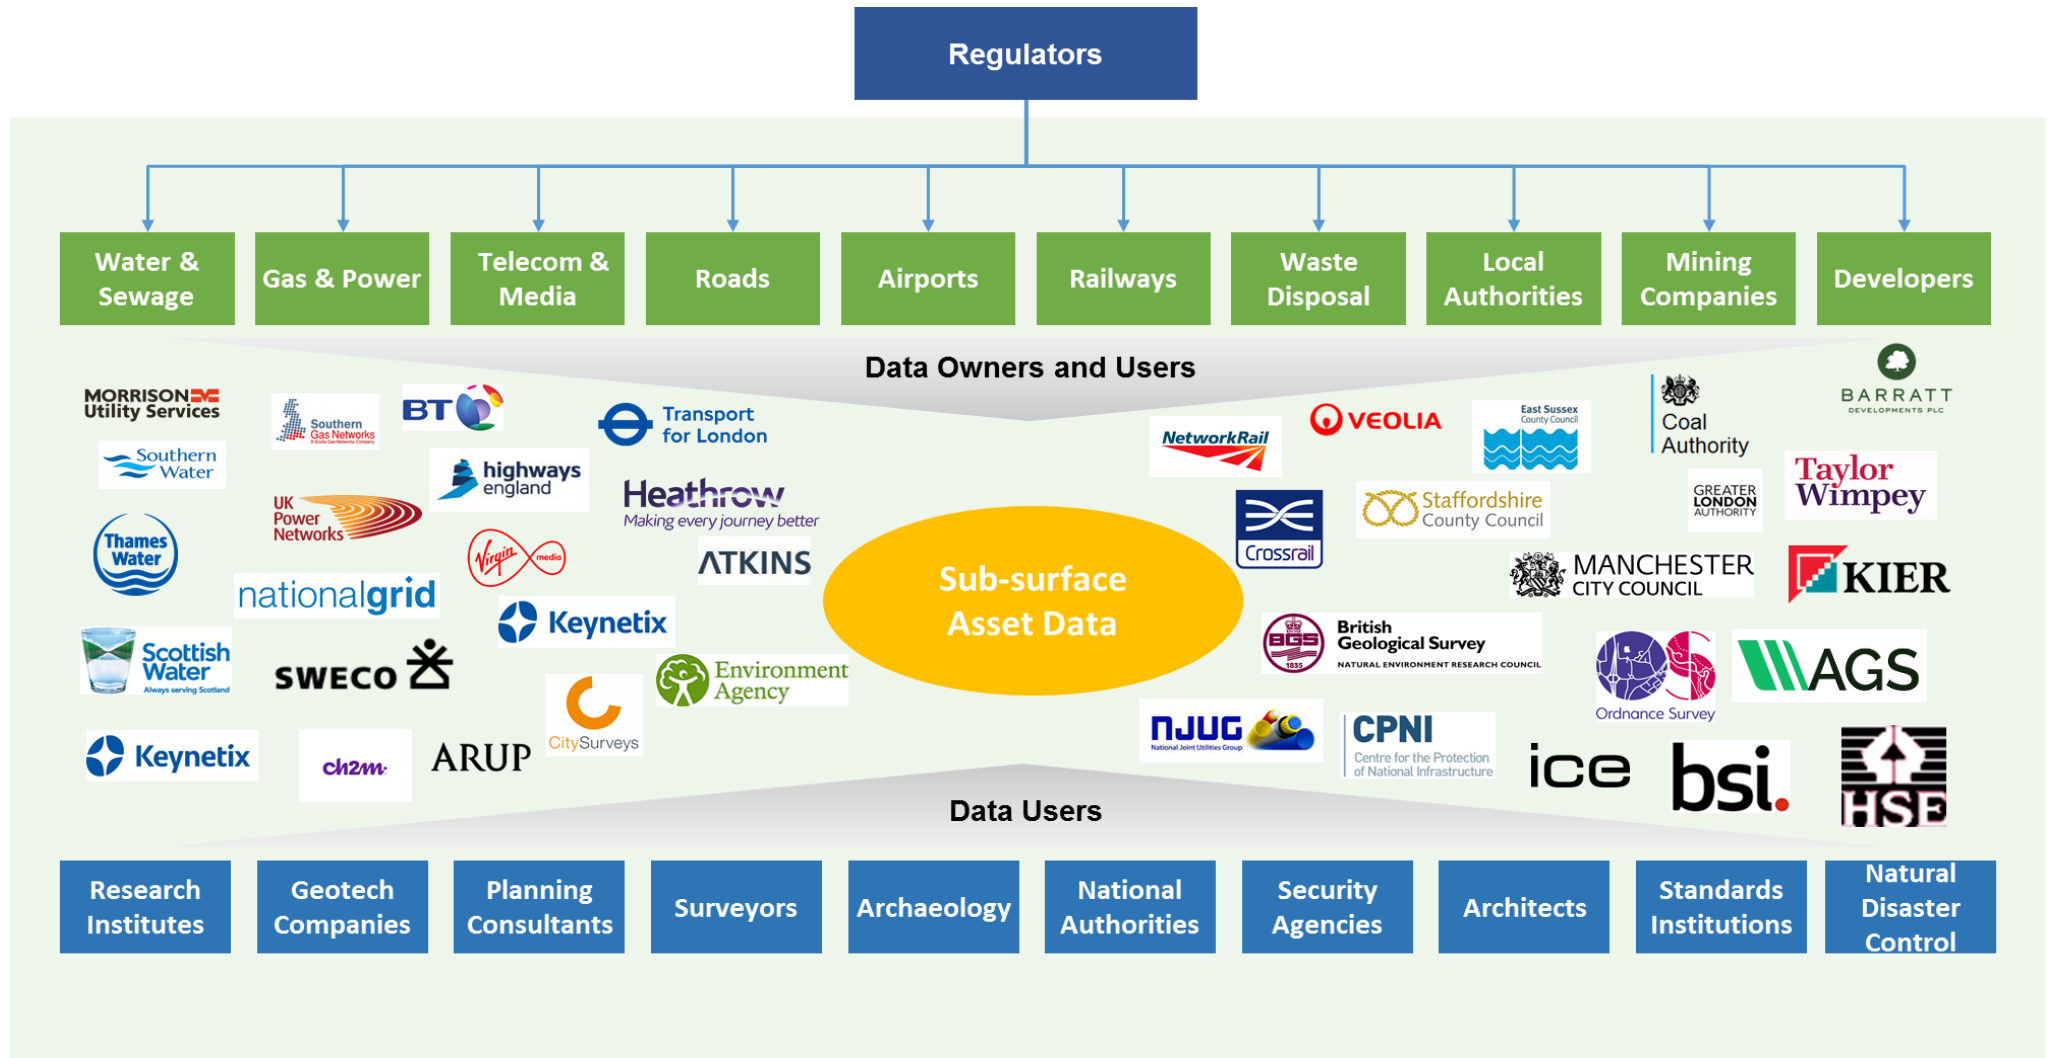 Regulators
Water &
Sewage
Gas & Power
Telecom &
Media
Roads
Airports
Railways
Waste
Disposal
Local
Authorities
Mining
Companies
Developers
Data Owners and Users
MORRISON
Utility Services
Southern
Gas Networks
BT
Transport
for London
NetworkRail
VEOLIA
East Sussex
County Council
Coal
Authority
BARRATT
DEVELOPMENTS PLC
Southern
Water
highways
england
Heathrow
Making every journey better
Staffordshire
County Council
GREATER
LONDON
AUTHORITY
Taylor
Wimpey
UK
Power
Networks
Thames
Water
Virgin
media
ATKINS
Crossrail
MANCHESTER
CITY COUNCIL
KIER
nationalgrid
Keynetix
Sub-surface
Asset Data
BGS
1835
British
Geological Survey
NATURAL ENVIRONMENT RESEARCH COUNCIL
Scottish
Water
Always serving Scotland
SWECO
Environment
Agency
OS
Ordnance Survey
AGS
Keynetix
ch2m
ARUP
CitySurveys
NJUG
National Joint Utilities Group
CPNI
Centre for the Protection
of National Infrastructure
ice
bsi.
HSE
Data Users
Research
Institutes
Geotech
Companies
Planning
Consultants
Surveyors
Archaeology
National
Authorities
Security
Agencies
Architects
Standards
Institutions
Natural
Disaster
Control